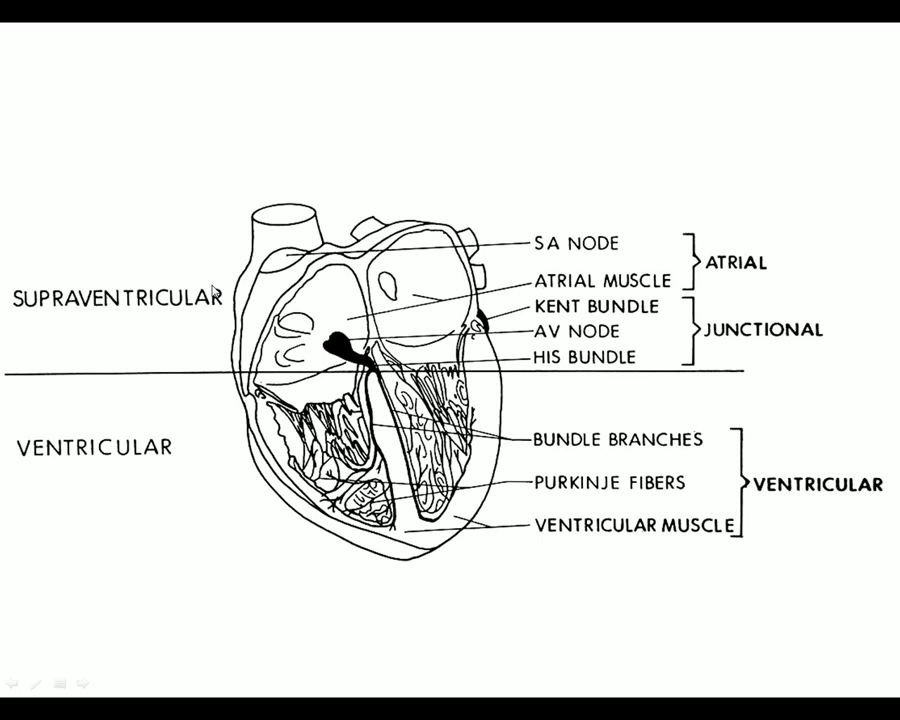 SUPRAVENTRICULAR
VENTRICULAR
SA NODE
ATRIAL MUSCLE
ATRIAL
KENT BUNDLE
AV NODE
HIS BUNDLE
JUNCTIONAL
BUNDLE BRANCHES
PURKINJE FIBERS
VENTRICULAR MUSCLE
VENTRICULAR